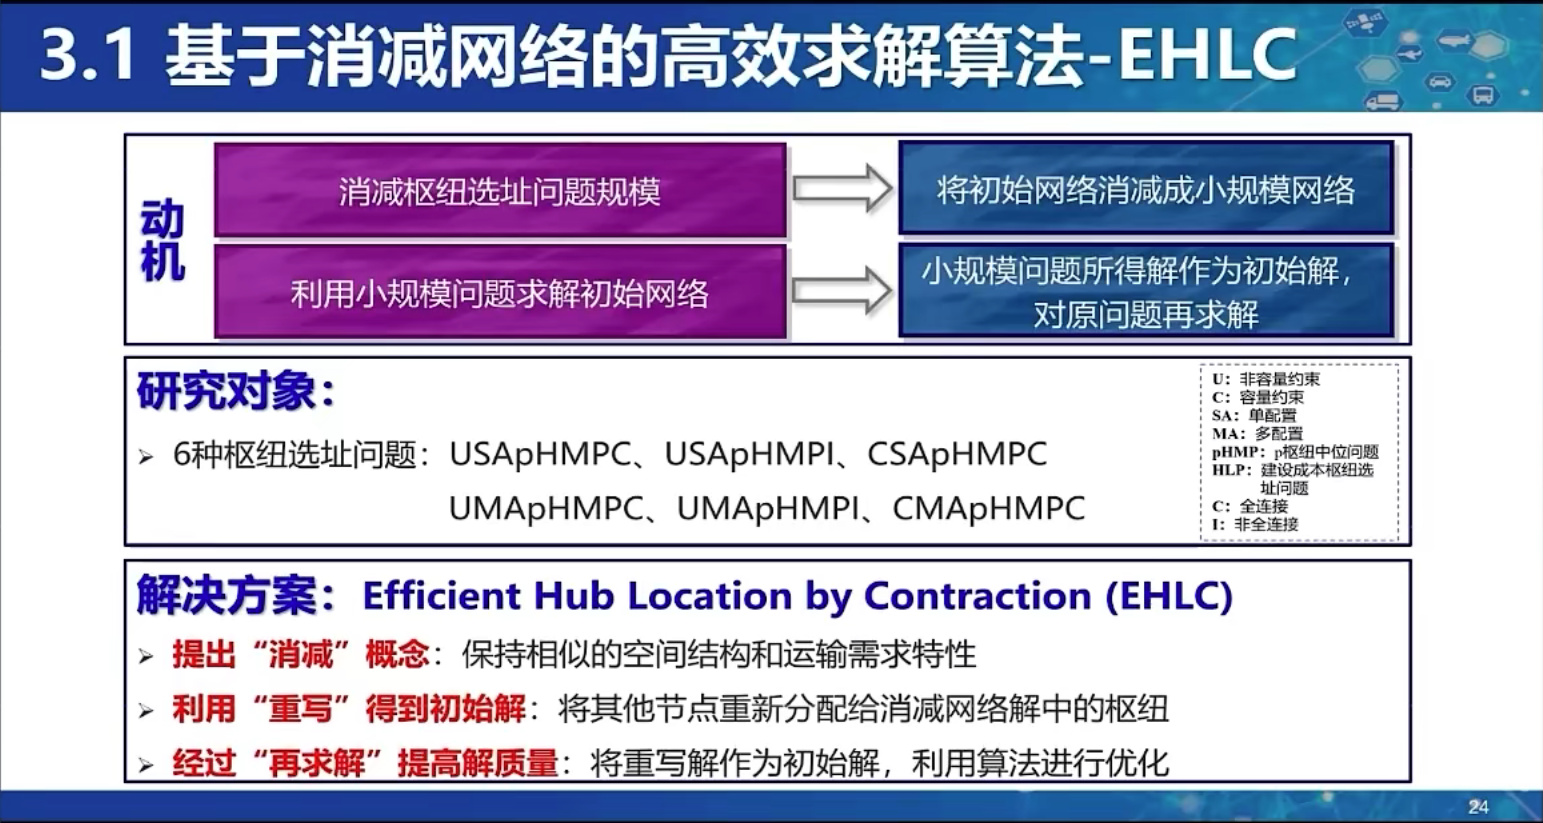 3.1 基于消减网络的高效求解算法-EHLC
动机
消减枢纽选址问题规模
将初始网络消减成小规模网络
利用小规模问题求解初始网络
小规模问题所得解作为初始解，
对原问题再求解
研究对象：
➢ 6种枢纽选址问题：USApHMPC、USApHMPI、CSApHMPC
UMApHMPC、UMApHMPI、CMApHMPC
U：非容量约束
C：容量约束
SA：单配置
MA：多配置
pHMP：p枢纽中位问题
HLP：建设成本枢纽选
址问题
C：全连接
I：非全连接
解决方案：Efficient Hub Location by Contraction (EHLC)
➢ 提出“消减”概念：保持相似的空间结构和运输需求特性
➢ 利用“重写”得到初始解：将其他节点重新分配给消减网络解中的枢纽
➢ 经过“再求解”提高解质量：将重写解作为初始解，利用算法进行优化
24